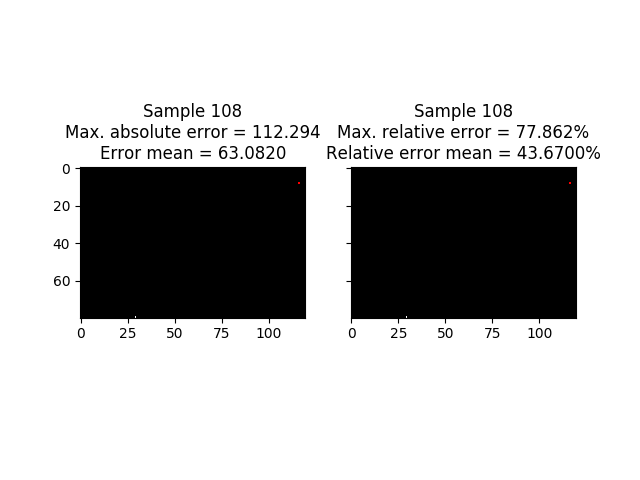 Sample 108
Max. absolute error = 112.294
Error mean = 63.0820
Sample 108
Max. relative error = 77.862%
Relative error mean = 43.6700%
0
20
40
60
0 25 50 75 100
0 25 50 75 100